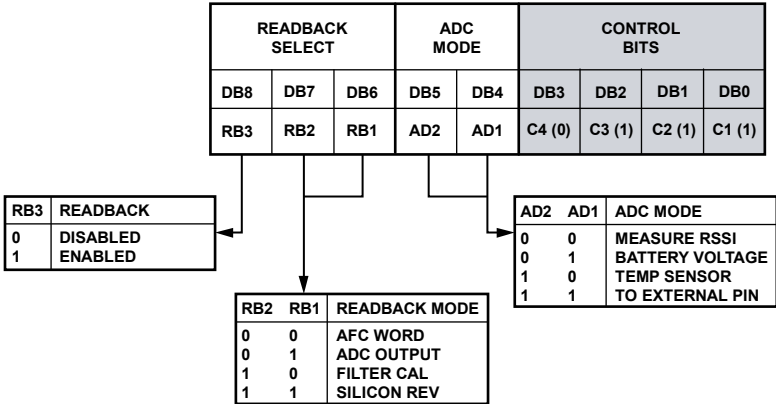 READBACK SELECT
ADC MODE
CONTROL BITS
DB8 DB7 DB6 DB5 DB4 DB3 DB2 DB1 DB0
RB3 RB2 RB1 AD2 AD1 C4 (0) C3 (1) C2 (1) C1 (1)
RB3 READBACK
0 DISABLED
1 ENABLED
AD2 AD1 ADC MODE
0 0 MEASURE RSSI
0 1 BATTERY VOLTAGE
1 0 TEMP SENSOR
1 1 TO EXTERNAL PIN
RB2 RB1 READBACK MODE
0 0 AFC WORD
0 1 ADC OUTPUT
1 0 FILTER CAL
1 1 SILICON REV